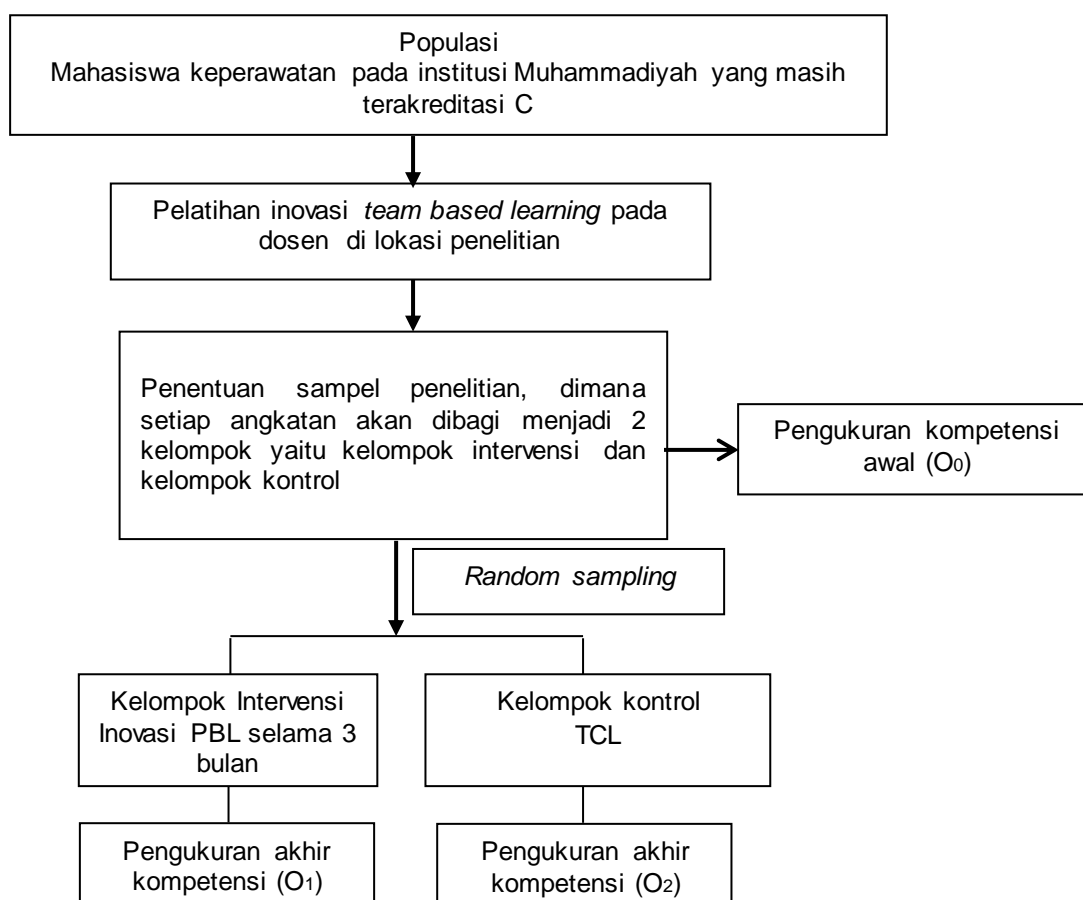 Populasi
Mahasiswa keperawatan pada institusi Muhammadiyah yang masih
terakreditasi C
Pelatihan inovasi team based learning pada
dosen di lokasi penelitian
Penentuan sampel penelitian, dimana
setiap angkatan akan dibagi menjadi 2
kelompok yaitu kelompok intervensi dan
kelompok kontrol
Pengukuran kompetensi
awal (O0)
Random sampling
Kelompok Intervensi
Inovasi PBL selama 3
bulan
Kelompok kontrol
TCL
Pengukuran akhir
kompetensi (O1)
Pengukuran akhir
kompetensi (O2)